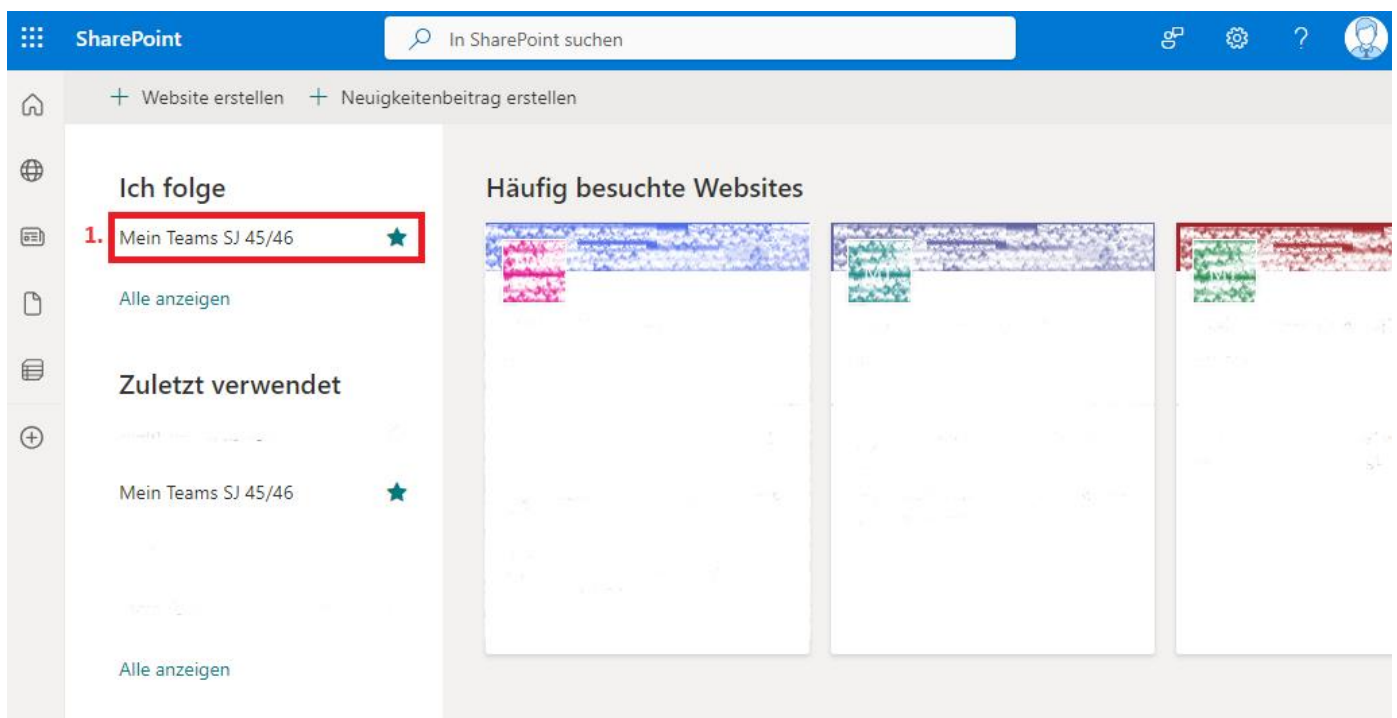 SharePoint
In SharePoint suchen
+ Website erstellen + Neuigkeitenbeitrag erstellen
Ich folge
1. Mein Teams SJ 45/46
Alle anzeigen
Zuletzt verwendet
Mein Teams SJ 45/46
Alle anzeigen
Häufig besuchte Websites